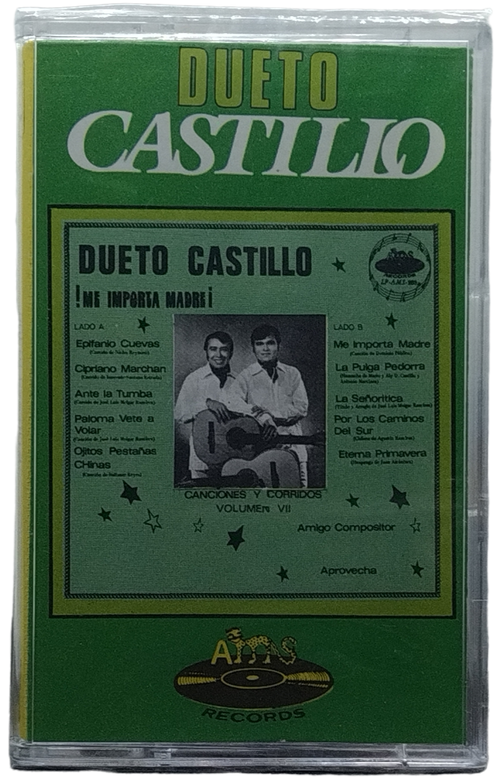 DUETO
CASTILLO
DUETO CASTILLO
!ME IMPORTA MADRE¡
LADO A
Epifanio Cuevas
Cipriano Marchan
Ante la Tumba
Paloma Vete a
Volar
Ojitos Pestañas
CHinas
LADO B
Me Importa Madre
La Pulga Pedorra
La Señoritica
Por Los Caminos
Del Sur
Eterna Primavera
CANCIONES Y CORRIDOS
VOLUMEN VII
Amigo Compositor
Aprovecha
AMS
RECORDS